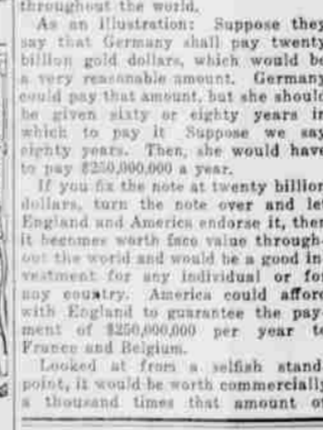 throughout the world.
As an illustration: Suppose they
say that Germany shall pay twenty
billion gold dollars, which would be
a very reasonable amount. Germany
could pay that amount, but she should
be given sixty or eighty years in
which to pay it Suppose we say
eighty years. Then, she would have
to pay $250,000,000 a year.
If you fix the note at twenty billion
dollars, turn the note over and let
England and America endorse it, then
it becomes worth face value through-
out the world and would be a good in-
vestment for any individual or for
any country. America could afford
with England to guarantee the pay-
ment of $250,000,000 per year to
France and Belgium.
Looked at from a selfish stand-
point, it would be worth commercially
a thousand times that amount of